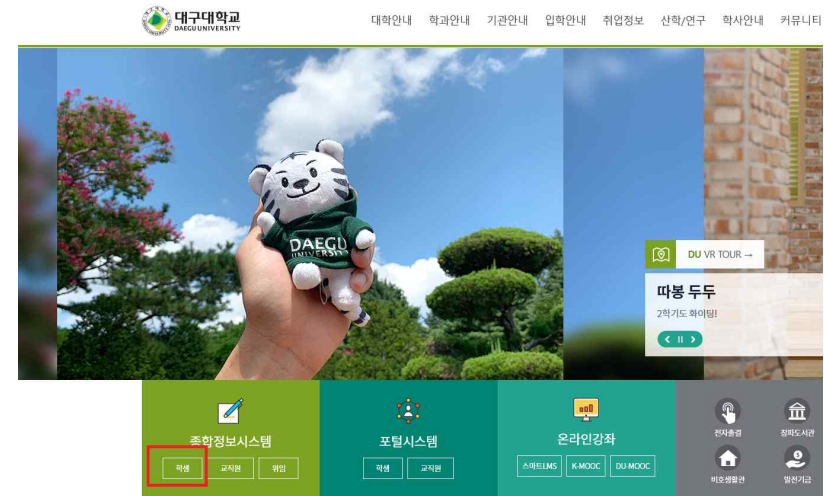 대구대학교
DAEGU UNIVERSITY
대학안내 학과안내 기관안내 입학안내 취업정보 산학/연구 학사안내 커뮤니티
DAEGU
UNIVERSITY
DU VR TOUR →
따봉 두두
2학기도 화이팅!
종합정보시스템
학생 교직원 위임
포털시스템
학생 교직원
온라인강좌
스마트LMS K-MOOC DU-MOOC
전자출결 창파도서관
비호생활관 발전기금